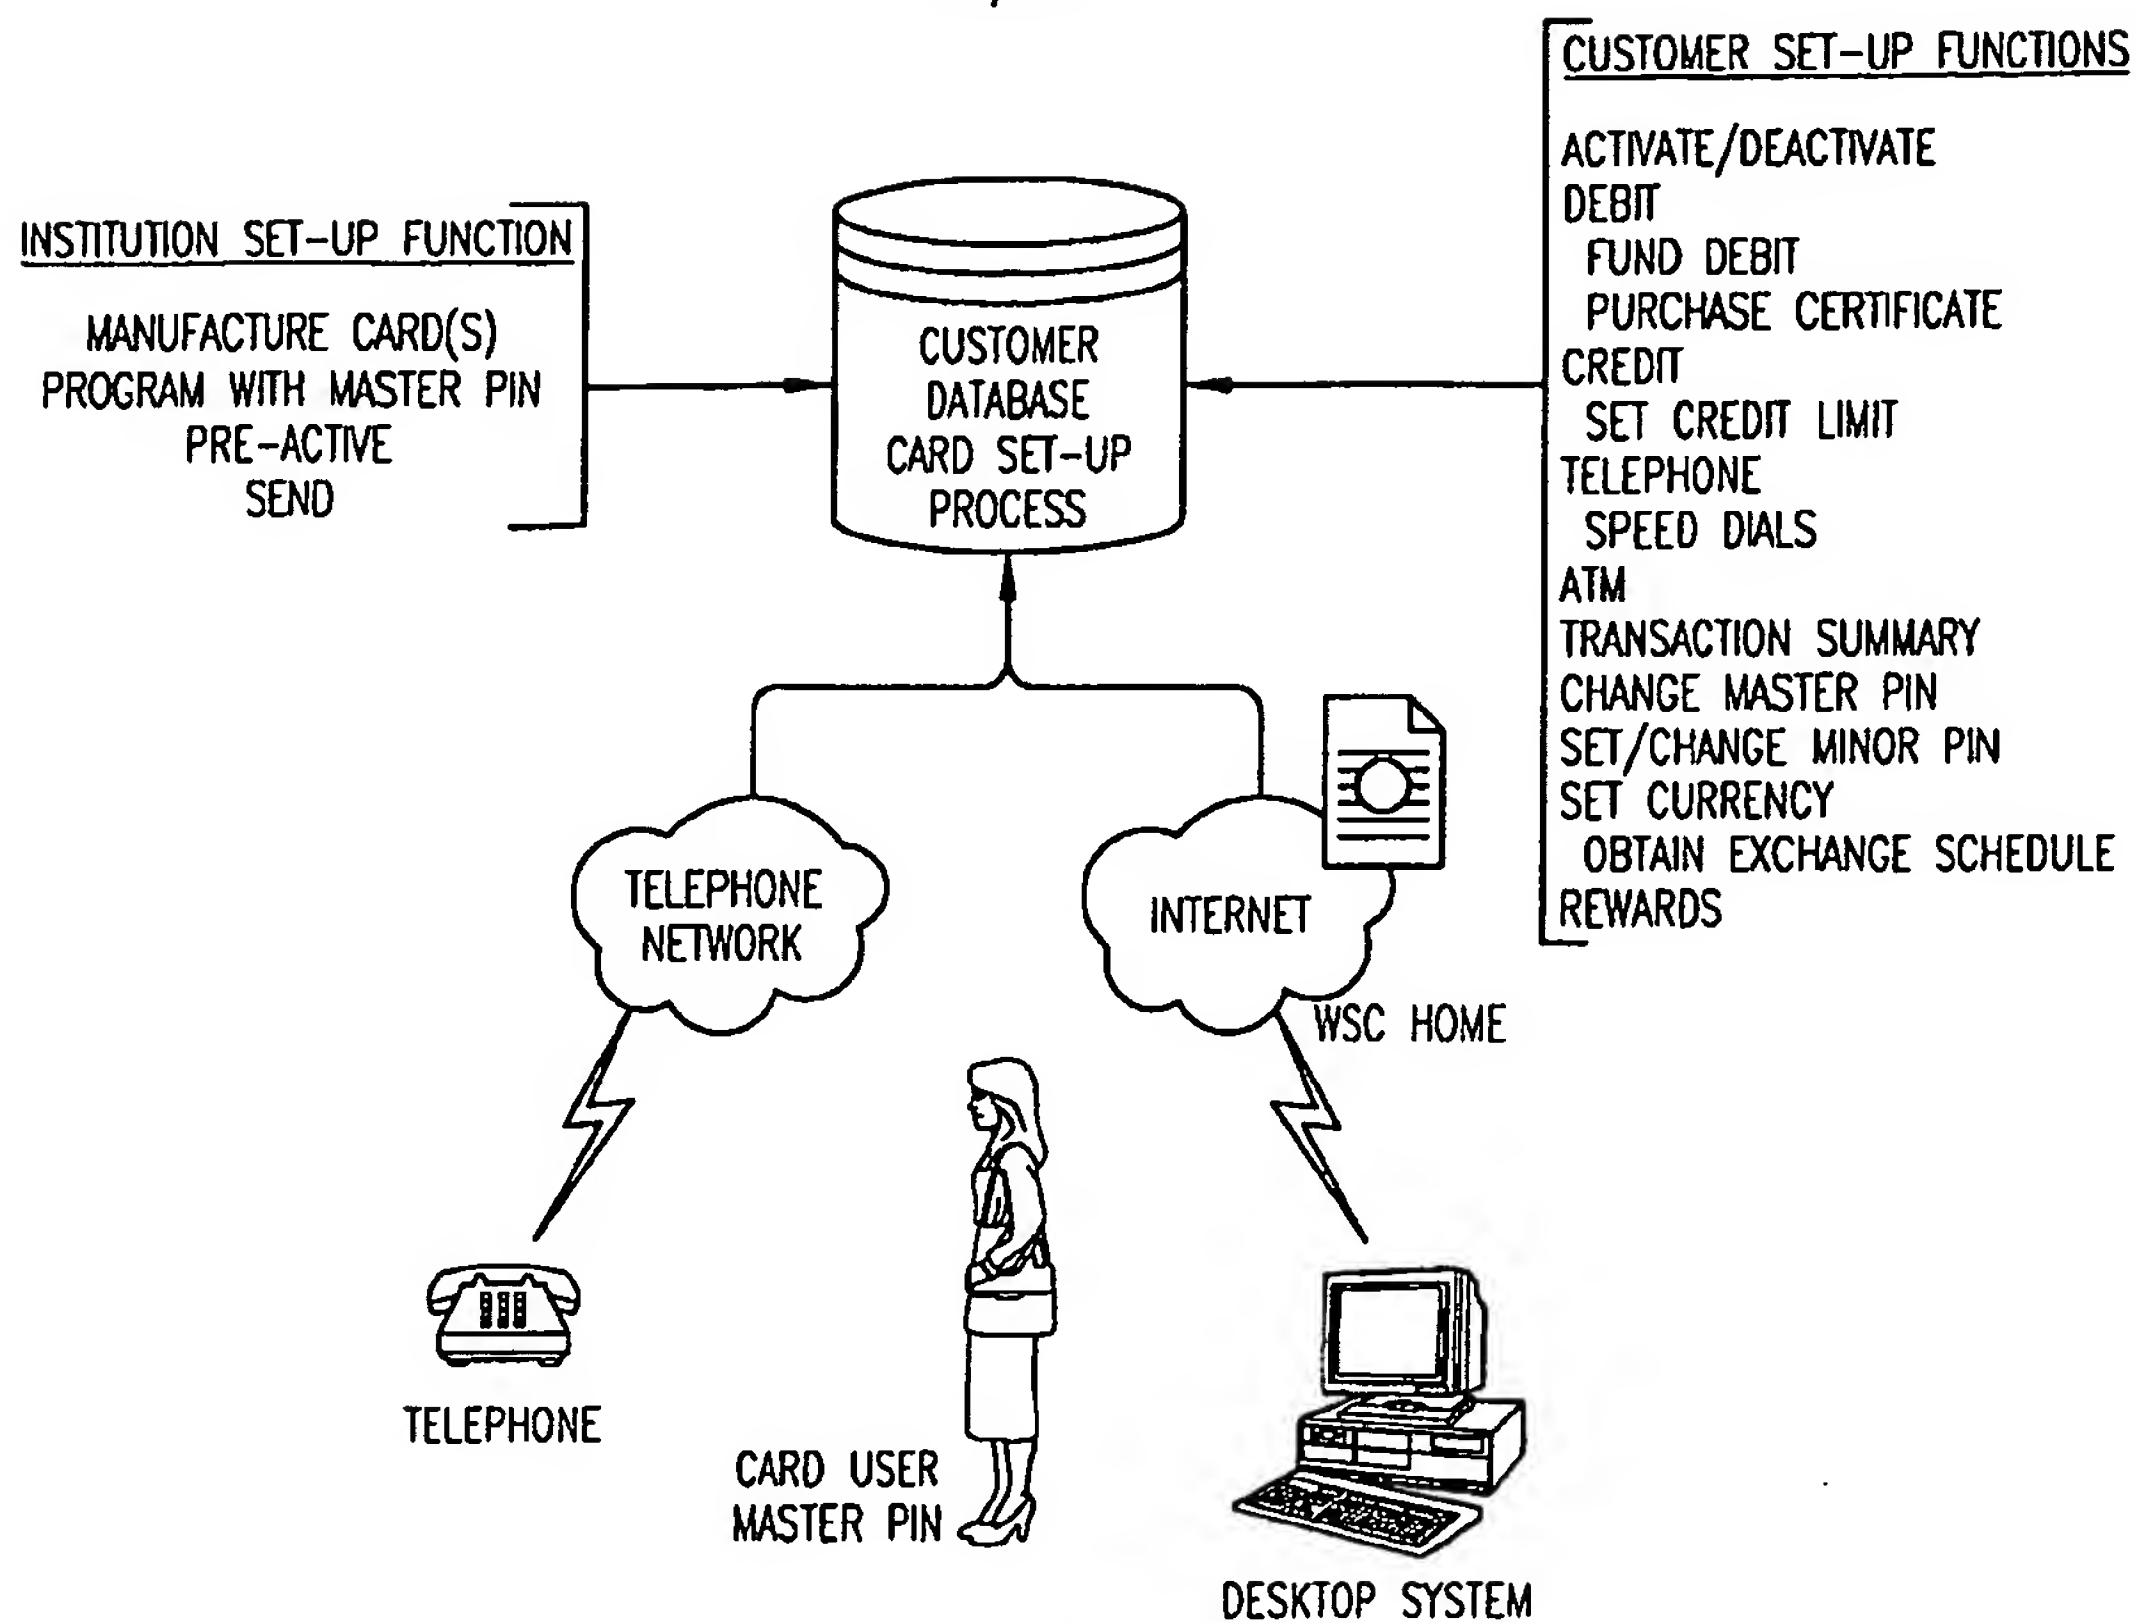 CUSTOMER SET-UP FUNCTIONS
ACTIVATE/DEACTIVATE
DEBIT
FUND DEBIT
PURCHASE CERTIFICATE
CREDIT
SET CREDIT LIMIT
TELEPHONE
SPEED DIALS
ATM
TRANSACTION SUMMARY
CHANGE MASTER PIN
SET/CHANGE MINOR PIN
SET CURRENCY
OBTAIN EXCHANGE SCHEDULE
REWARDS
INSTITUTION SET-UP FUNCTION
MANUFACTURE CARD(S)
PROGRAM WITH MASTER PIN
PRE-ACTIVE
SEND
CUSTOMER
DATABASE
CARD SET-UP
PROCESS
TELEPHONE
NETWORK
INTERNET
WSC HOME
TELEPHONE
CARD USER
MASTER PIN
DESKTOP SYSTEM